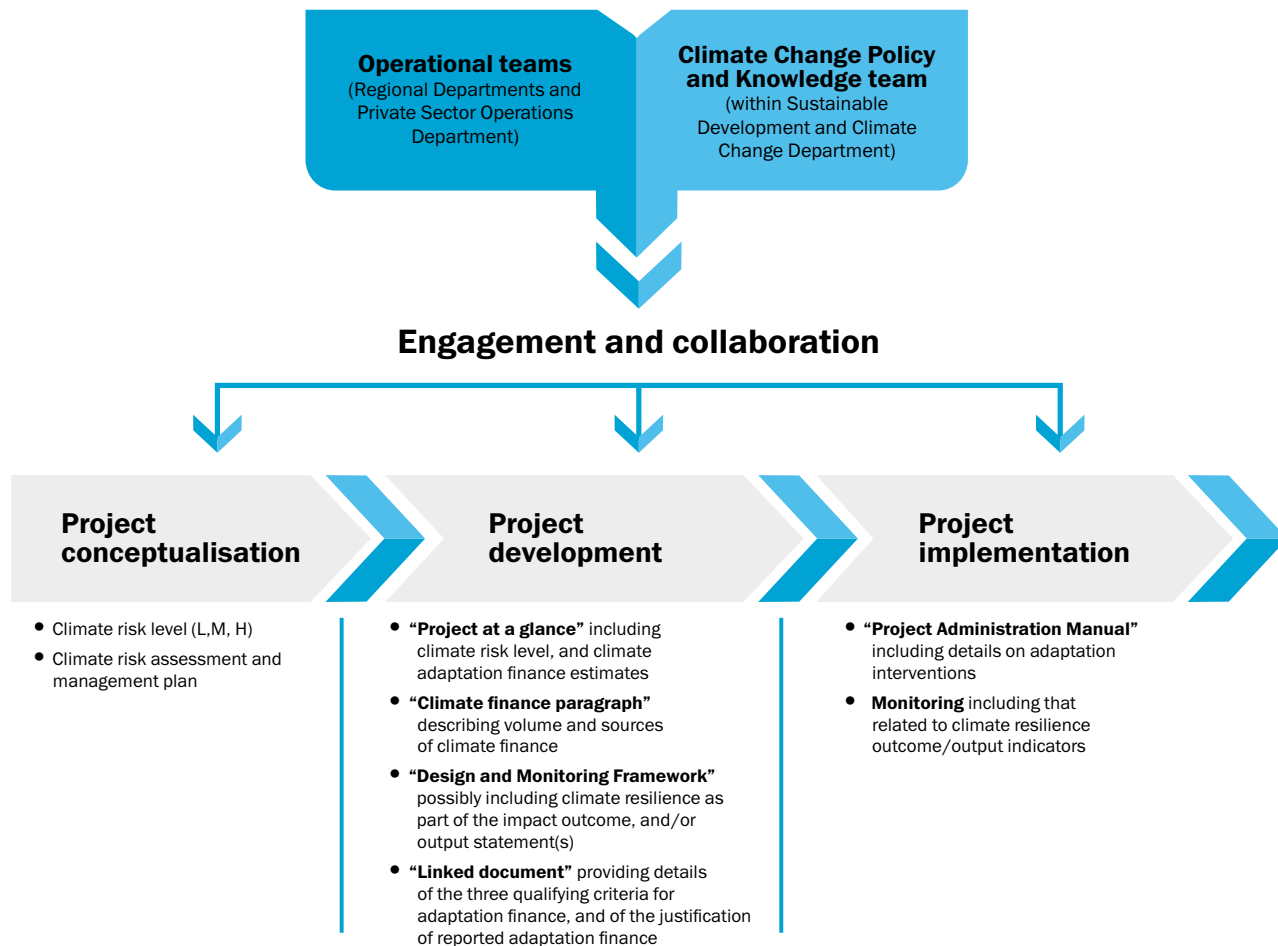 Operational teams
(Regional Departments and
Private Sector Operations
Department)
Climate Change Policy
and Knowledge team
(within Sustainable
Development and Climate
Change Department)
Engagement and collaboration
Project
conceptualisation
• Climate risk level (L,M, H)
• Climate risk assessment and
management plan
Project
development
• “Project at a glance” including
climate risk level, and climate
adaptation finance estimates
• “Climate finance paragraph”
describing volume and sources
of climate finance
• “Design and Monitoring Framework”
possibly including climate resilience as
part of the impact outcome, and/or
output statement(s)
• “Linked document” providing details
of the three qualifying criteria for
adaptation finance, and of the justification
of reported adaptation finance
Project
implementation
• “Project Administration Manual”
including details on adaptation
interventions
• Monitoring including that
related to climate resilience
outcome/output indicators